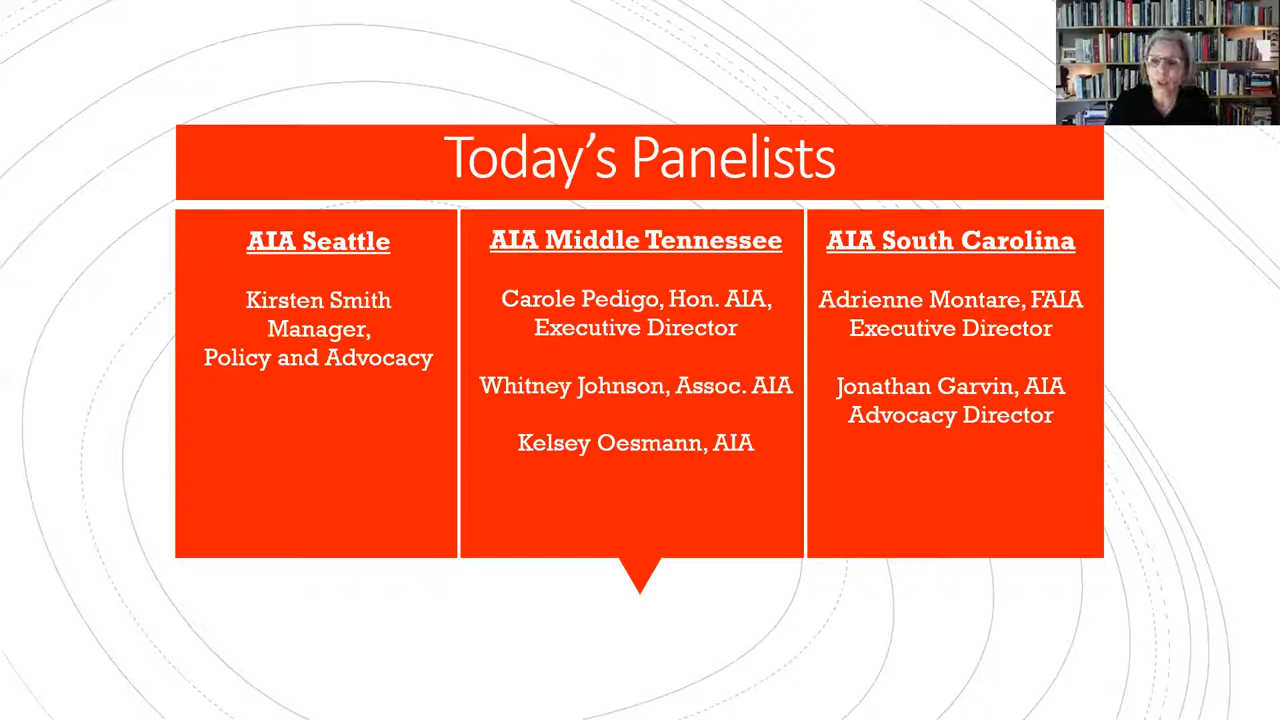 Today's Panelists
AIA Seattle
Kirsten Smith
Manager,
Policy and Advocacy
AIA Middle Tennessee
Carole Pedigo, Hon. AIA,
Executive Director
Whitney Johnson, Assoc. AIA
Kelsey Oesmann, AIA
AIA South Carolina
Adrienne Montare, FAIA
Executive Director
Jonathan Garvin, AIA
Advocacy Director